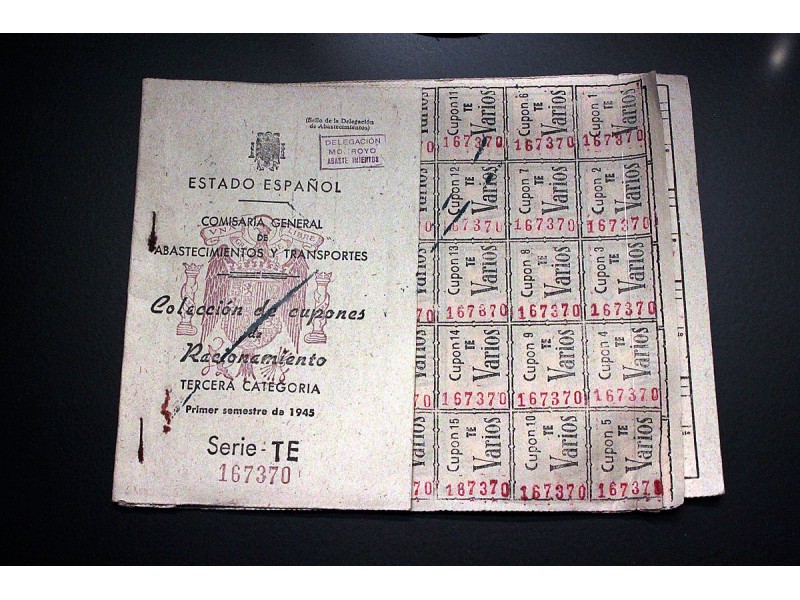 (Sello de la Delegación
de Abastecimientos)
DELEGACIÓN
MONROYO
ABASTECIMIENTOS
ESTADO ESPAÑOL
COMISARÍA GENERAL
DE
ABASTECIMIENTOS Y TRANSPORTES
UNA LIBRE
Colección de cupones
de
Racionamiento
TERCERA CATEGORIA
Primer semestre de 1945
Serie - TE
167370
Cupon 11
TE
Varios
167370
Cupon 6
TE
Varios
167370
Cupon 1
TE
Varios
167370
Cupon 12
TE
Varios
167370
Cupon 7
TE
Varios
167370
Cupon 2
TE
Varios
167370
Cupon 13
TE
Varios
167370
Cupon 8
TE
Varios
167370
Cupon 3
TE
Varios
167370
Cupon 14
TE
Varios
167370
Cupon 9
TE
Varios
167370
Cupon 4
TE
Varios
167370
Cupon 15
TE
Varios
167370
Cupon 10
TE
Varios
167370
Cupon 5
TE
Varios
167370